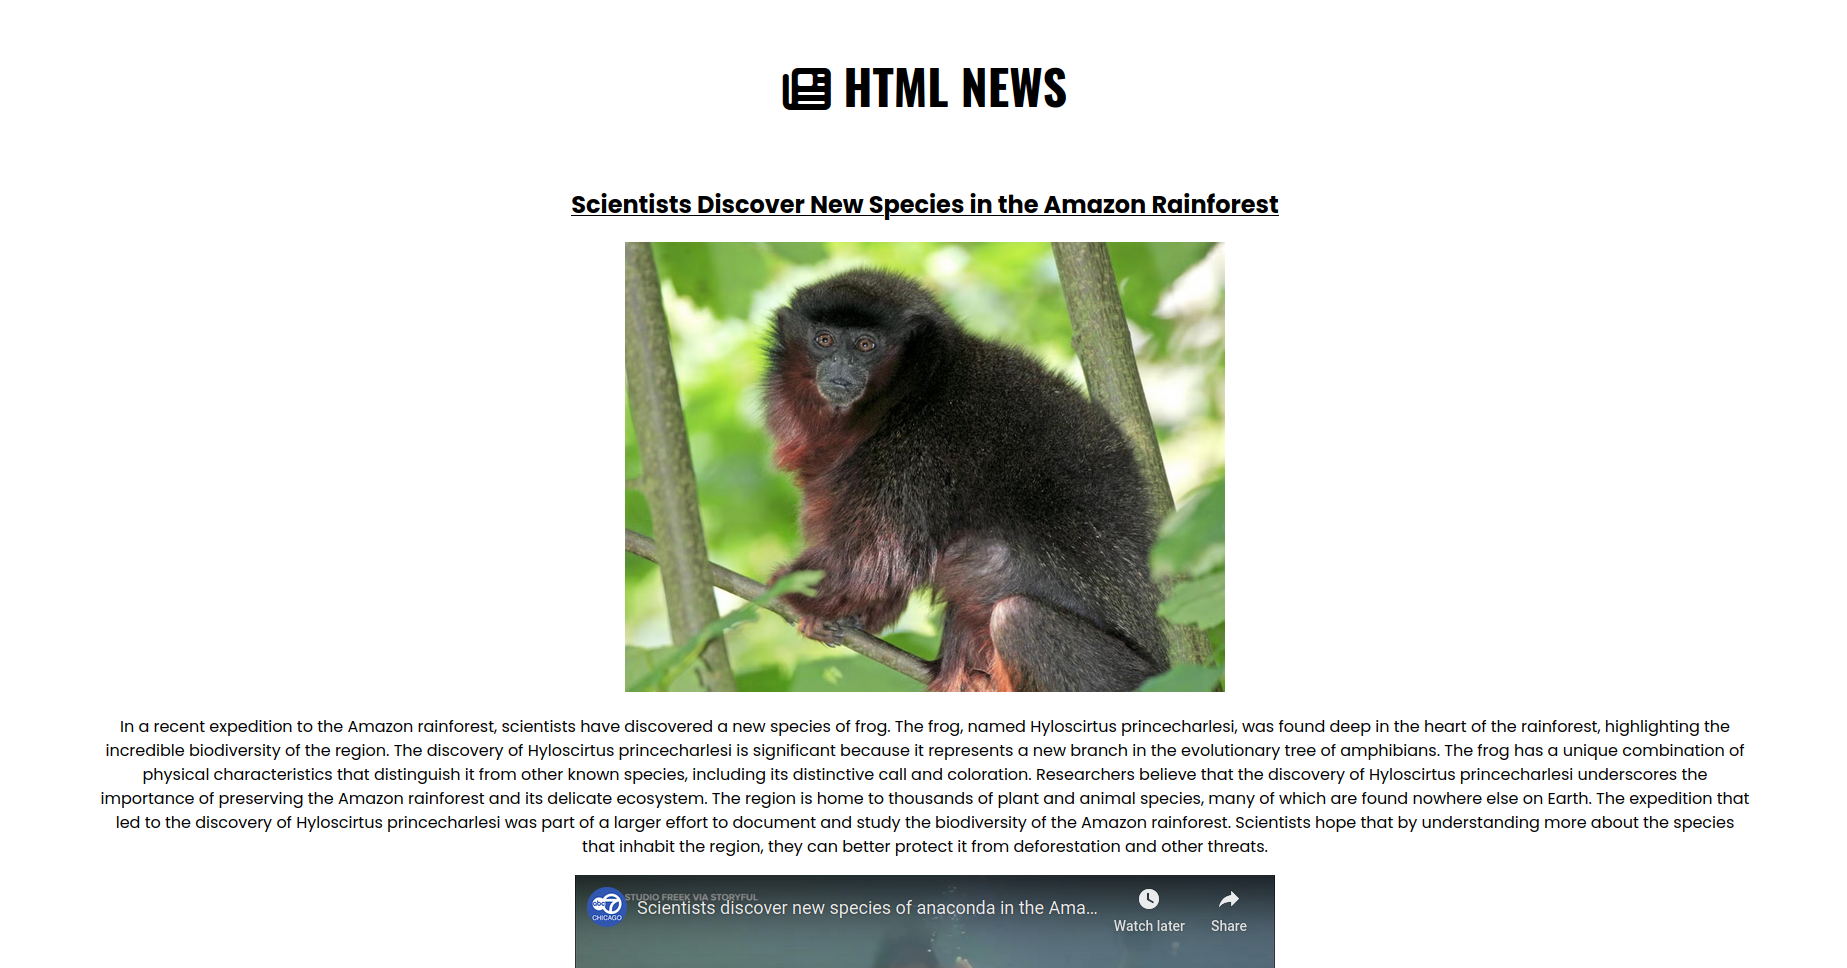 HTML NEWS
Scientists Discover New Species in the Amazon Rainforest
In a recent expedition to the Amazon rainforest, scientists have discovered a new species of frog. The frog, named Hyloscirtus princecharlesi, was found deep in the heart of the rainforest, highlighting the
incredible biodiversity of the region. The discovery of Hyloscirtus princecharlesi is significant because it represents a new branch in the evolutionary tree of amphibians. The frog has a unique combination of
physical characteristics that distinguish it from other known species, including its distinctive call and coloration. Researchers believe that the discovery of Hyloscirtus princecharlesi underscores the
importance of preserving the Amazon rainforest and its delicate ecosystem. The region is home to thousands of plant and animal species, many of which are found nowhere else on Earth. The expedition that
led to the discovery of Hyloscirtus princecharlesi was part of a larger effort to document and study the biodiversity of the Amazon rainforest. Scientists hope that by understanding more about the species
that inhabit the region, they can better protect it from deforestation and other threats.
STUDIO FREEK VIA STORYFUL
abc 7
CHICAGO
Scientists discover new species of anaconda in the Ama...
Watch later
Share